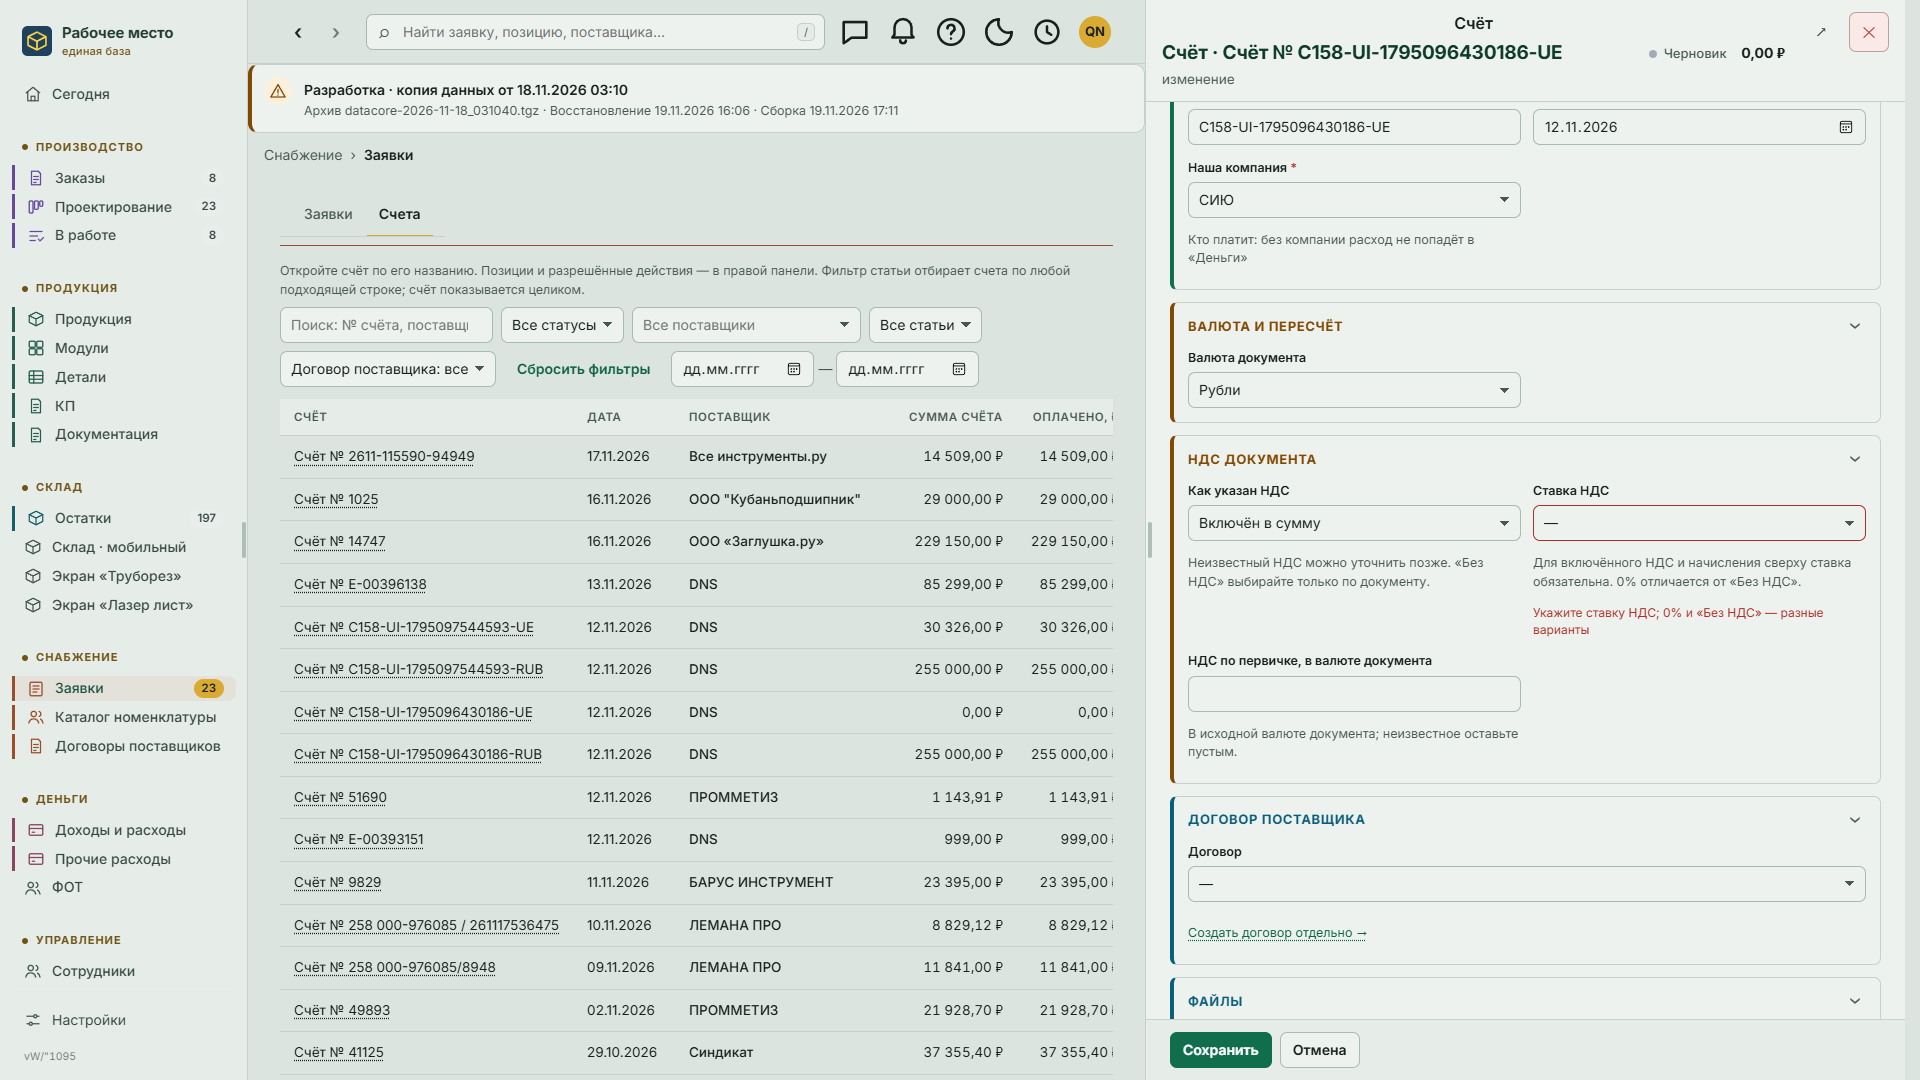 Рабочее место
единая база
Сегодня
ПРОИЗВОДСТВО
Заказы 8
Проектирование 23
В работе 8
ПРОДУКЦИЯ
Продукция
Модули
Детали
КП
Документация
СКЛАД
Остатки 197
Склад · мобильный
Экран «Труборез»
Экран «Лазер лист»
СНАБЖЕНИЕ
Заявки 23
Каталог номенклатуры
Договоры поставщиков
ДЕНЬГИ
Доходы и расходы
Прочие расходы
ФОТ
УПРАВЛЕНИЕ
Сотрудники
Настройки
vW/"1095
Найти заявку, позицию, поставщика... /
QN
Разработка · копия данных от 18.11.2026 03:10
Архив datacore-2026-11-18_031040.tgz · Восстановление 19.11.2026 16:06 · Сборка 19.11.2026 17:11
Снабжение › Заявки
Заявки Счета
Откройте счёт по его названию. Позиции и разрешённые действия — в правой панели. Фильтр статьи отбирает счета по любой
подходящей строке; счёт показывается целиком.
Поиск: № счёта, поставщ Все статусы Все поставщики Все статьи
Договор поставщика: все Сбросить фильтры дд.мм.гггг — дд.мм.гггг
СЧЁТ ДАТА ПОСТАВЩИК СУММА СЧЁТА ОПЛАЧЕНО,
Счёт № 2611-115590-94949 17.11.2026 Все инструменты.ру 14 509,00 ₽ 14 509,00
Счёт № 1025 16.11.2026 ООО "Кубаньподшипник" 29 000,00 ₽ 29 000,00
Счёт № 14747 16.11.2026 ООО «Заглушка.ру» 229 150,00 ₽ 229 150,00
Счёт № E-00396138 13.11.2026 DNS 85 299,00 ₽ 85 299,00
Счёт № C158-UI-1795097544593-UE 12.11.2026 DNS 30 326,00 ₽ 30 326,00
Счёт № C158-UI-1795097544593-RUB 12.11.2026 DNS 255 000,00 ₽ 255 000,00
Счёт № C158-UI-1795096430186-UE 12.11.2026 DNS 0,00 ₽ 0,00
Счёт № C158-UI-1795096430186-RUB 12.11.2026 DNS 255 000,00 ₽ 255 000,00
Счёт № 51690 12.11.2026 ПРОММЕТИЗ 1 143,91 ₽ 1 143,91
Счёт № E-00393151 12.11.2026 DNS 999,00 ₽ 999,00
Счёт № 9829 11.11.2026 БАРУС ИНСТРУМЕНТ 23 395,00 ₽ 23 395,00
Счёт № 258 000-976085 / 261117536475 10.11.2026 ЛЕМАНА ПРО 8 829,12 ₽ 8 829,12
Счёт № 258 000-976085/8948 09.11.2026 ЛЕМАНА ПРО 11 841,00 ₽ 11 841,00
Счёт № 49893 02.11.2026 ПРОММЕТИЗ 21 928,70 ₽ 21 928,70
Счёт № 41125 29.10.2026 Синдикат 37 355,40 ₽ 37 355,40
Счёт
Счёт · Счёт № C158-UI-1795096430186-UE Черновик 0,00 ₽
изменение
C158-UI-1795096430186-UE 12.11.2026
Наша компания *
СИЮ
Кто платит: без компании расход не попадёт в
«Деньги»
ВАЛЮТА И ПЕРЕСЧЁТ
Валюта документа
Рубли
НДС ДОКУМЕНТА
Как указан НДС Ставка НДС
Включён в сумму —
Неизвестный НДС можно уточнить позже. «Без
НДС» выбирайте только по документу.
Для включённого НДС и начисления сверху ставка
обязательна. 0% отличается от «Без НДС».
Укажите ставку НДС; 0% и «Без НДС» — разные
варианты
НДС по первичке, в валюте документа
В исходной валюте документа; неизвестное оставьте
пустым.
ДОГОВОР ПОСТАВЩИКА
Договор
—
Создать договор отдельно →
ФАЙЛЫ
Сохранить Отмена